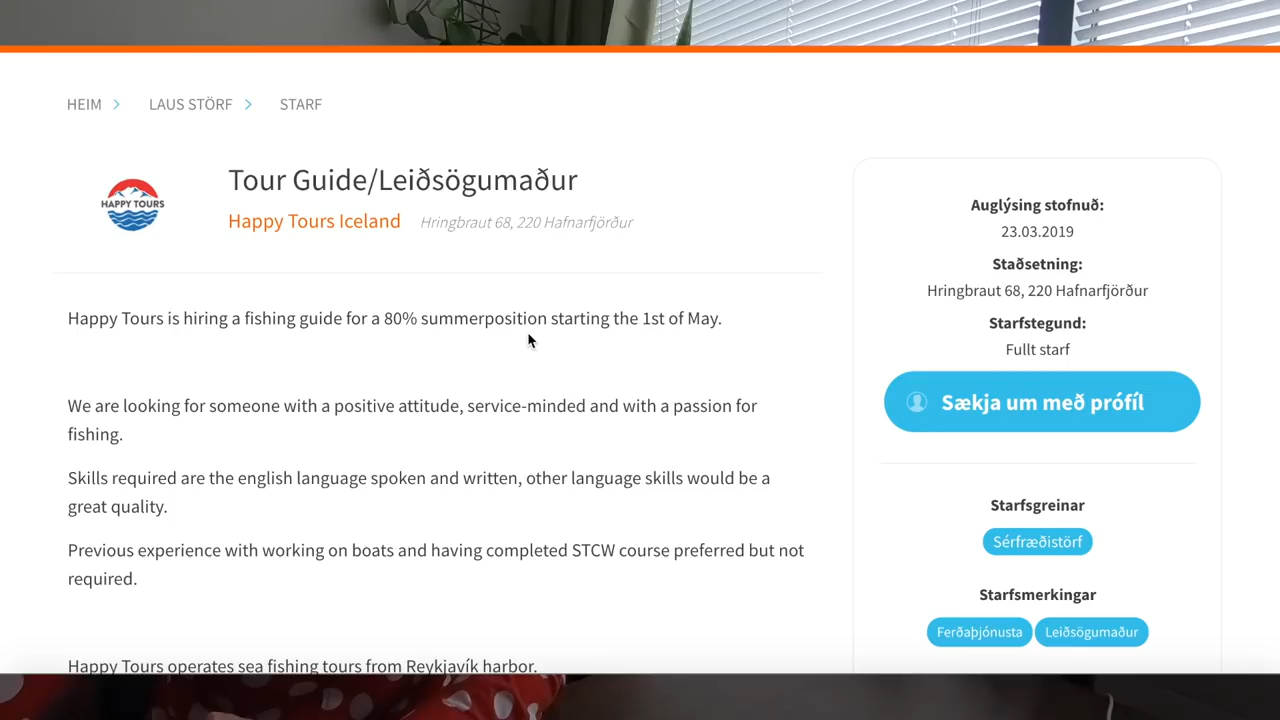 HEIM
LAUS STÖRF
STARF
HAPPY TOURS
Tour Guide/Leiðsögumaður
Happy Tours Iceland Hringbraut 68, 220 Hafnarfjörður
Happy Tours is hiring a fishing guide for a 80% summerposition starting the 1st of May.
We are looking for someone with a positive attitude, service-minded and with a passion for
fishing.
Skills required are the english language spoken and written, other language skills would be a
great quality.
Previous experience with working on boats and having completed STCW course preferred but not
required.
Happy Tours operates sea fishing tours from Reykjavík harbor.
Auglýsing stofnuð:
23.03.2019
Staðsetning:
Hringbraut 68, 220 Hafnarfjörður
Starfstegund:
Fullt starf
Sækja um með prófíl
Starfsgreinar
Sérfræðistörf
Starfsmerkingar
Ferðaþjónusta Leiðsögumaður